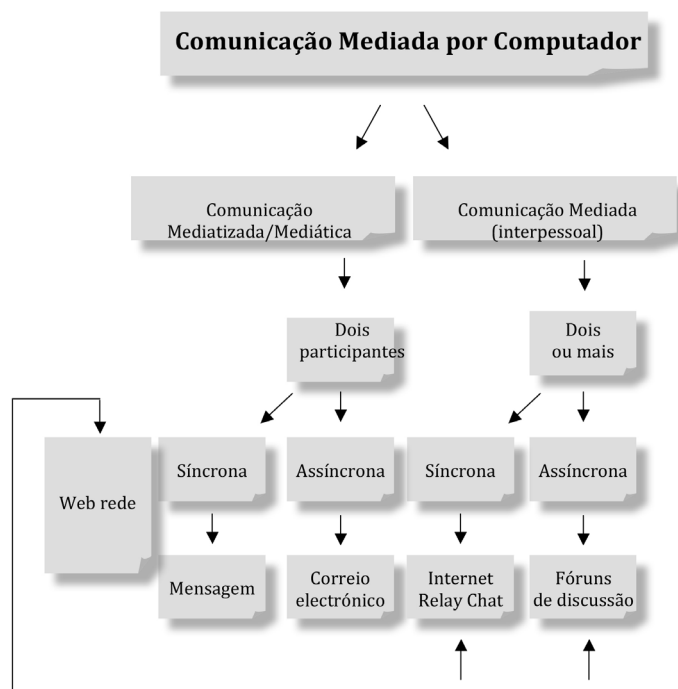 Comunicação Mediada por Computador
Comunicação
Mediatizada/Mediática
Comunicação Mediada
(interpessoal)
Dois
participantes
Dois
ou mais
Web rede
Síncrona
Assíncrona
Síncrona
Assíncrona
Mensagem
Correio
electrónico
Internet
Relay Chat
Fóruns
de discussão